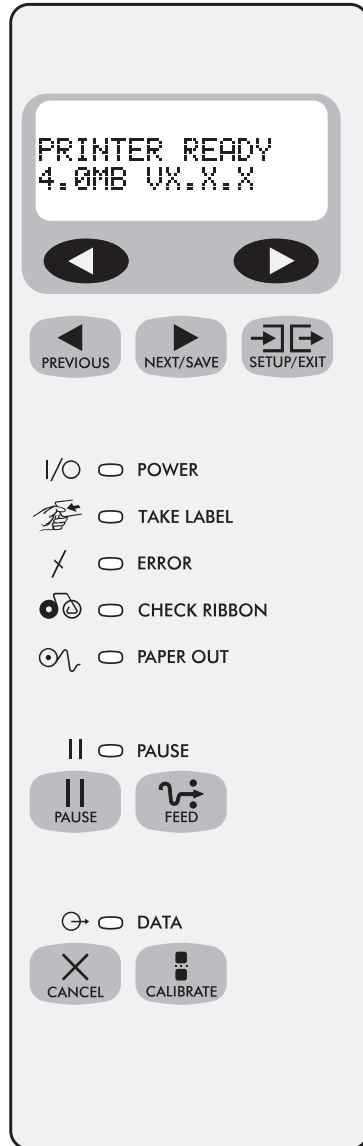 PRINTER READY
4.0MB VX.X.X
PREVIOUS NEXT/SAVE SETUP/EXIT
POWER
TAKE LABEL
ERROR
CHECK RIBBON
PAPER OUT
PAUSE
PAUSE FEED
DATA
CANCEL CALIBRATE